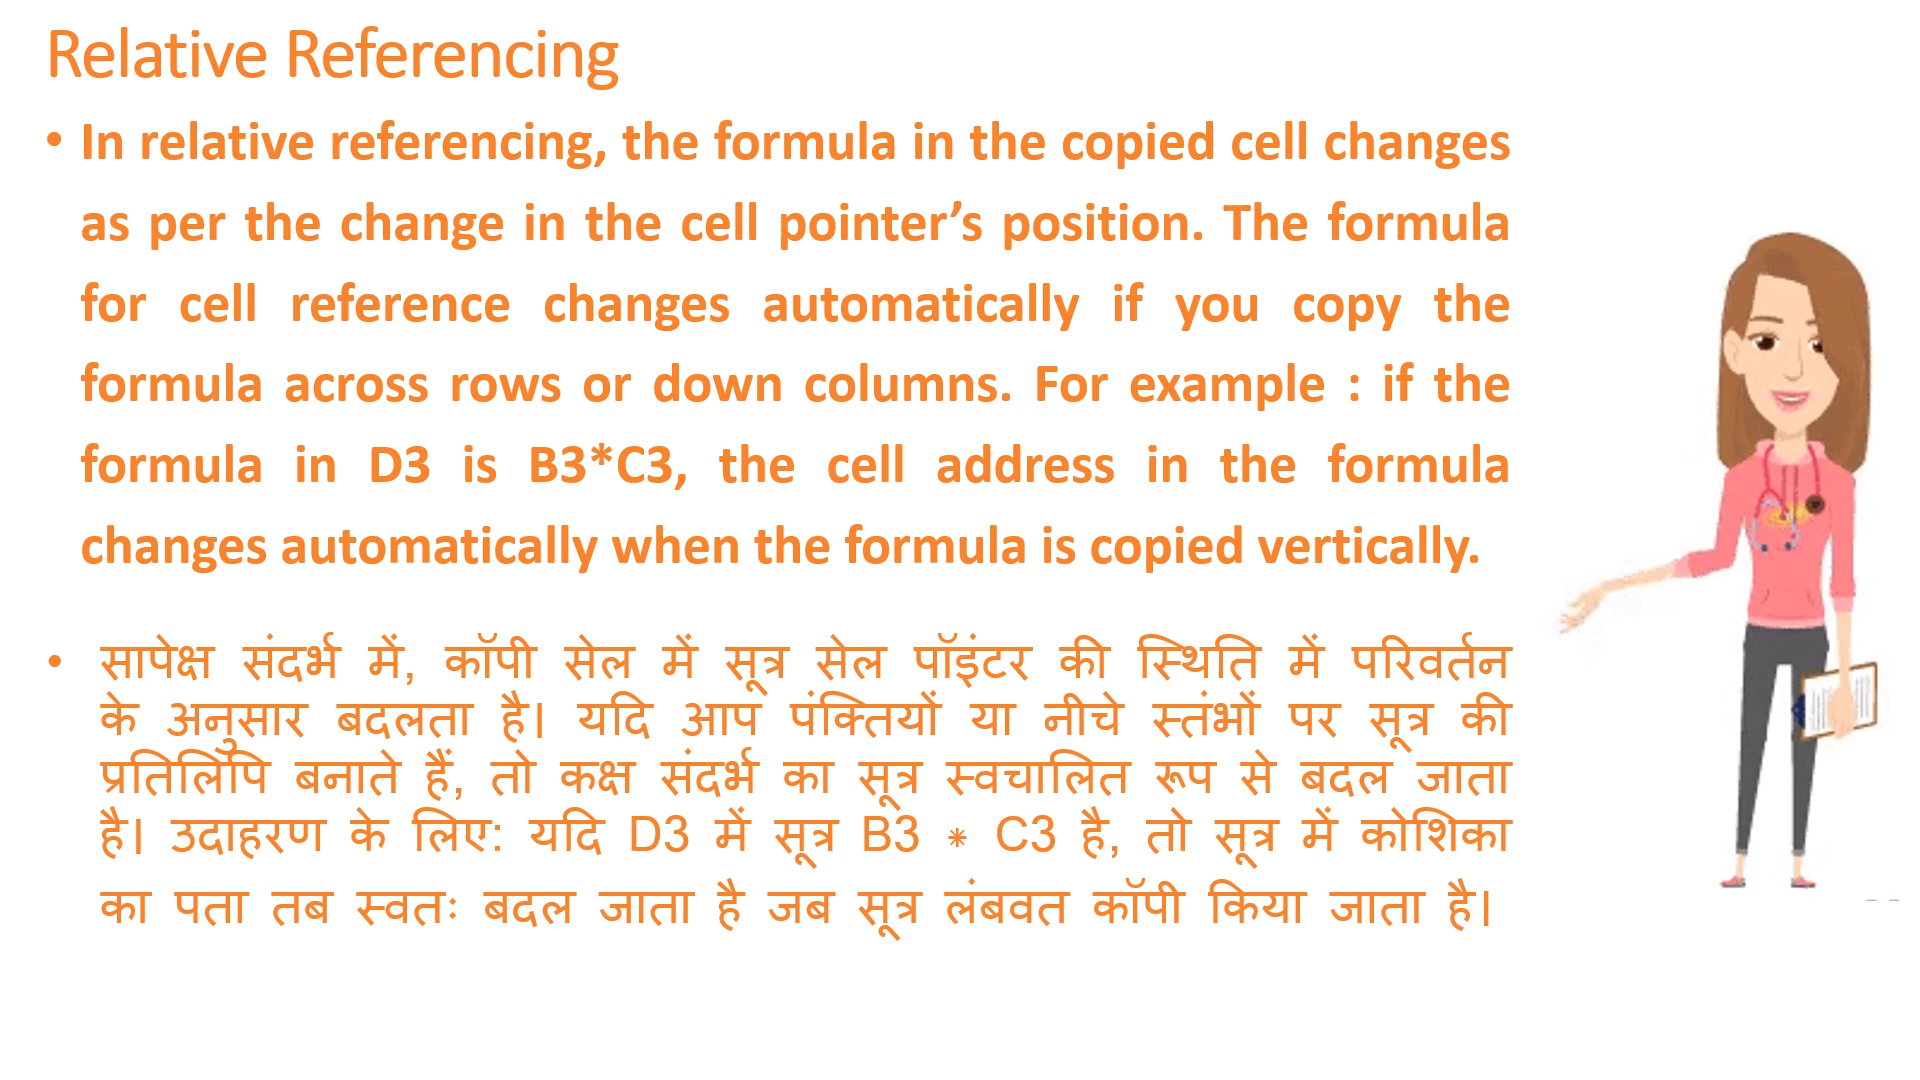 Relative Referencing
• In relative referencing, the formula in the copied cell changes
as per the change in the cell pointer’s position. The formula
for cell reference changes automatically if you copy the
formula across rows or down columns. For example : if the
formula in D3 is B3*C3, the cell address in the formula
changes automatically when the formula is copied vertically.
• सापेक्ष संदर्भ में, कॉपी सेल में सूत्र सेल पॉइंटर की स्थिति में परिवर्तन
के अनुसार बदलता है। यदि आप पंक्तियों या नीचे स्तंभों पर सूत्र की
प्रतिलिपि बनाते हैं, तो कक्ष संदर्भ का सूत्र स्वचालित रूप से बदल जाता
है। उदाहरण के लिए: यदि D3 में सूत्र B3 * C3 है, तो सूत्र में कोशिका
का पता तब स्वतः बदल जाता है जब सूत्र लंबवत कॉपी किया जाता है।